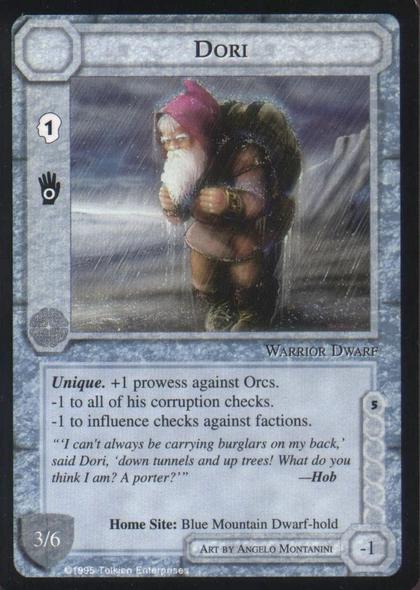 DORI
1
0
WARRIOR DWARF
Unique. +1 prowess against Orcs.
-1 to all of his corruption checks.
-1 to influence checks against factions.
"'I can't always be carrying burglars on my back,'
said Dori, 'down tunnels and up trees! What do you
think I am? A porter?'" —Hob
5
Home Site: Blue Mountain Dwarf-hold
3/6
ART BY ANGELO MONTANINI
-1
©1995 Tolkien Enterprises